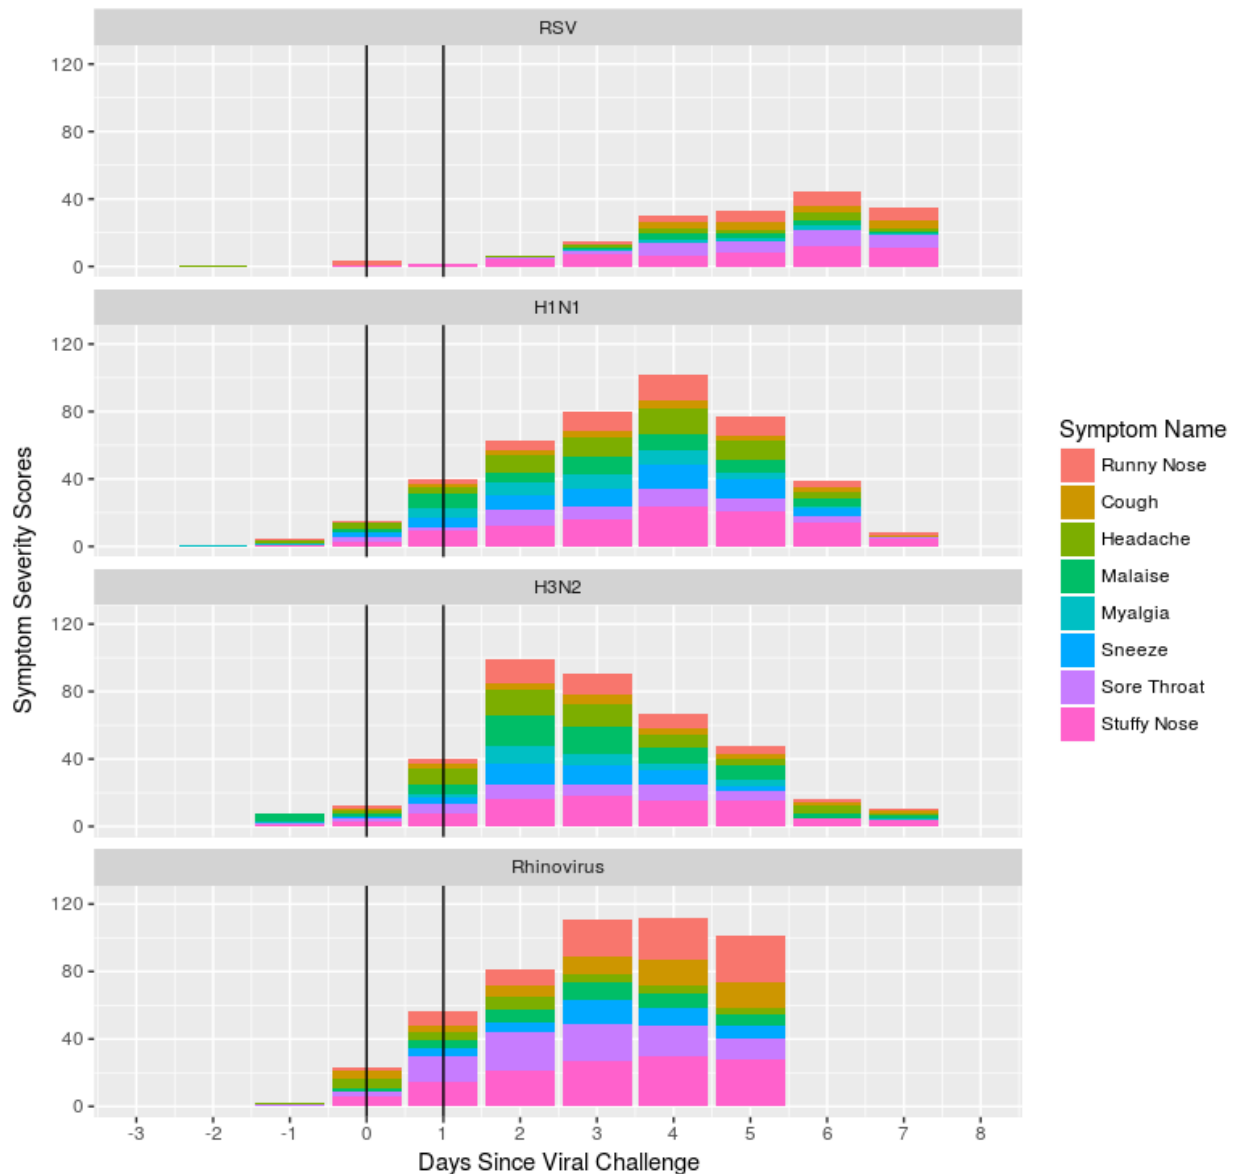 RSV
120
80
40
0
H1N1
120
80
40
0
H3N2
120
80
40
0
Rhinovirus
120
80
40
0
-3 -2 -1 0 1 2 3 4 5 6 7 8
Days Since Viral Challenge
Symptom Severity Scores
Symptom Name
Runny Nose
Cough
Headache
Malaise
Myalgia
Sneeze
Sore Throat
Stuffy Nose